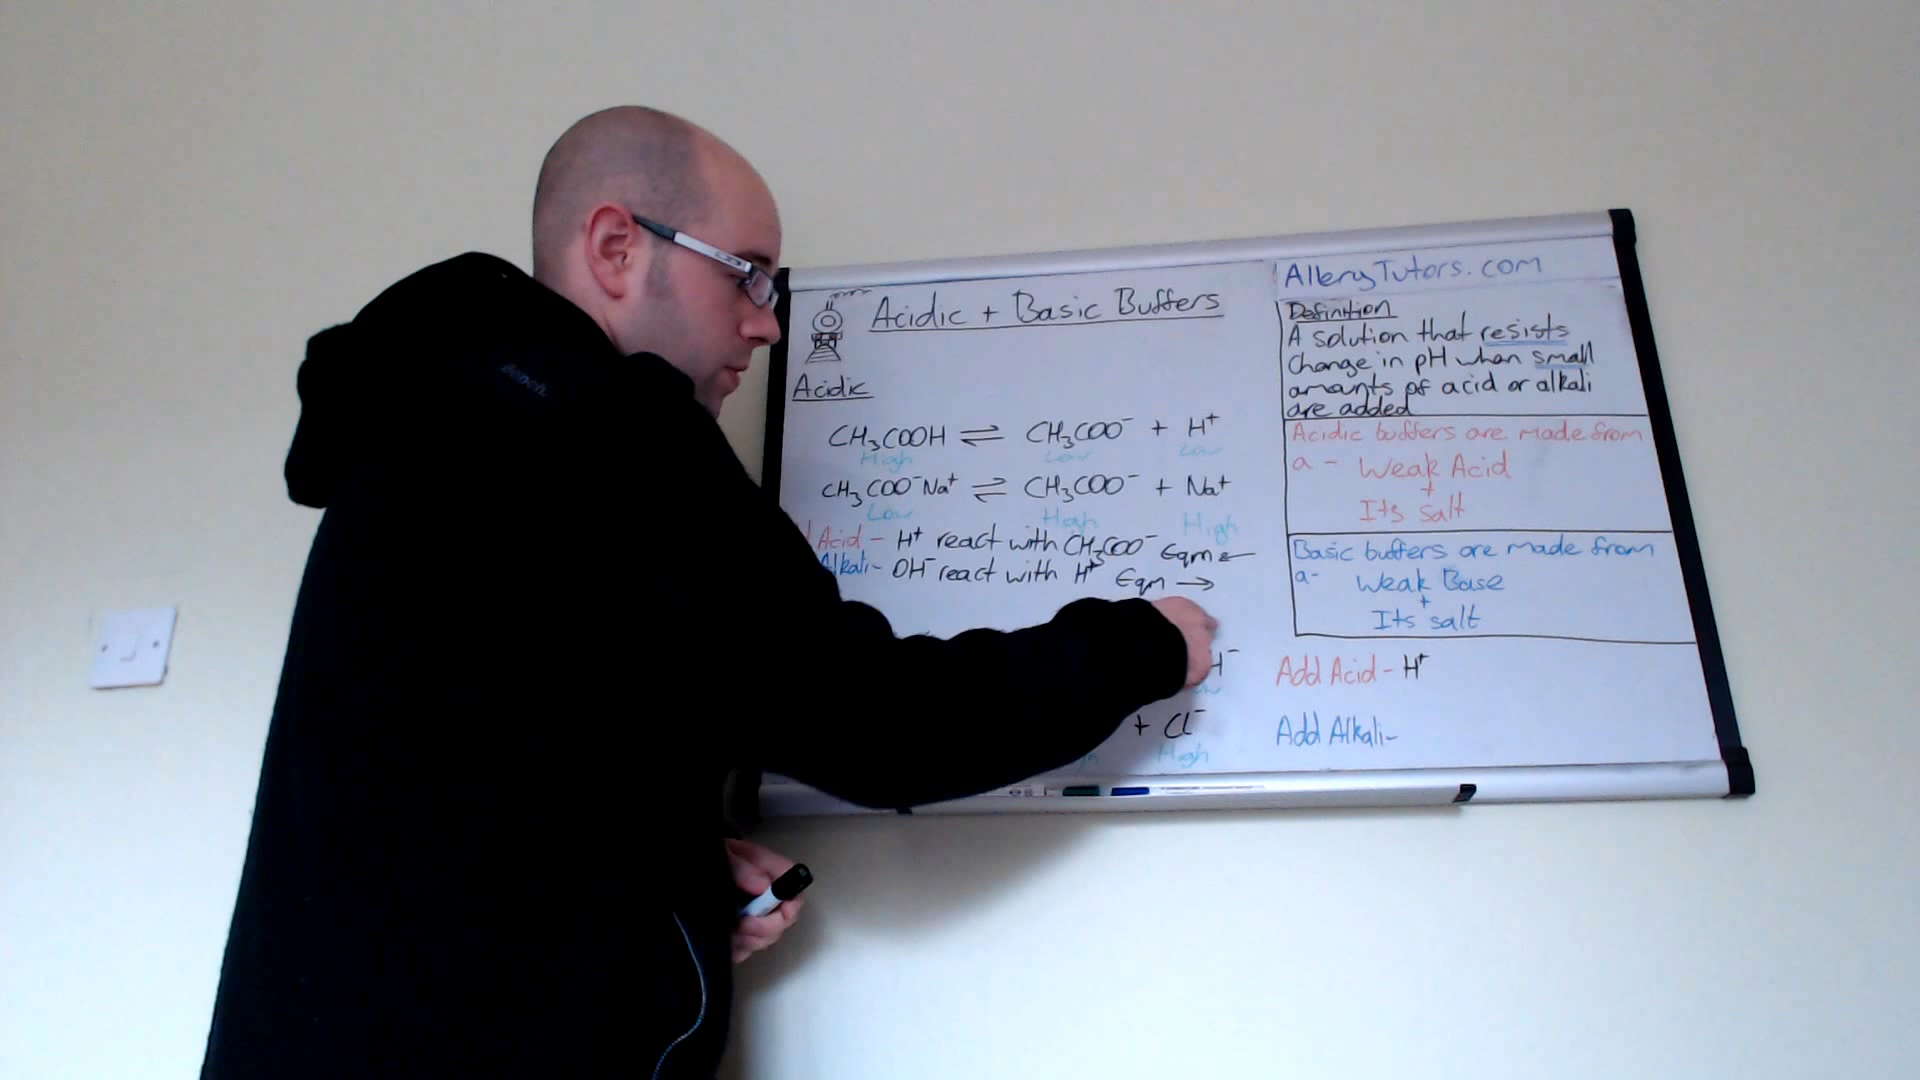 Acidic + Basic Buffers
Acidic
CH₃COOH ⇌ CH₃COO⁻ + H⁺
High Low Low
CH₃COO⁻Na⁺ ⇌ CH₃COO⁻ + Na⁺
Low High High
Acid - H⁺ react with CH₃COO⁻ Eqm ←
Alkali - OH⁻ react with H⁺ Eqm →
H⁻
+ Cl⁻
High
AlleryTutors.com
Definition
A solution that resists
Change in pH when small
amounts of acid or alkali
are added
Acidic buffers are made from
a - Weak Acid
+
Its salt
Basic buffers are made from
a- Weak Base
+
Its salt
Add Acid - H⁺
Add Alkali-
Bench.